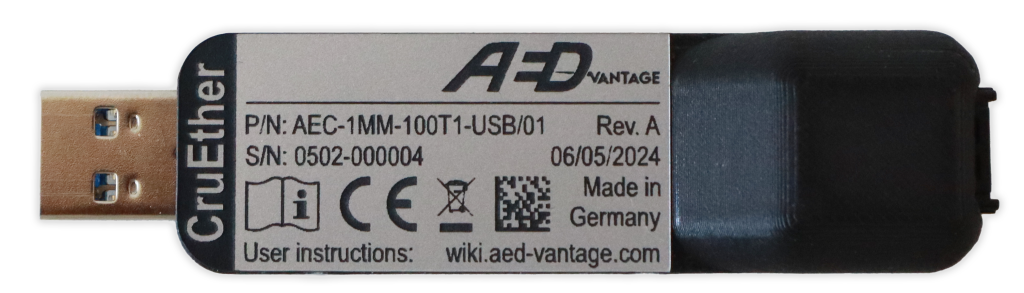 CruEther
AED VANTAGE
P/N: AEC-1MM-100T1-USB/01 Rev. A
S/N: 0502-000004 06/05/2024
i CE Made in
Germany
User instructions: wiki.aed-vantage.com